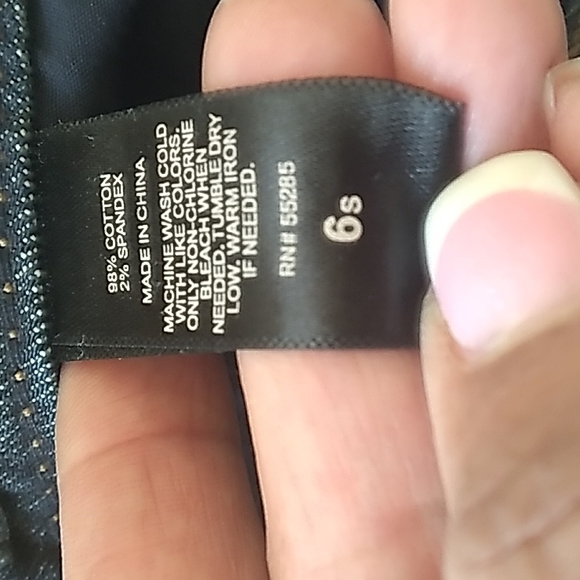 98% COTTON
2% SPANDEX
MADE IN CHINA
MACHINE WASH COLD
WITH LIKE COLORS.
ONLY NON-CHLORINE
BLEACH WHEN
NEEDED. TUMBLE DRY
LOW. WARM IRON
IF NEEDED.
RN# 55285
6s